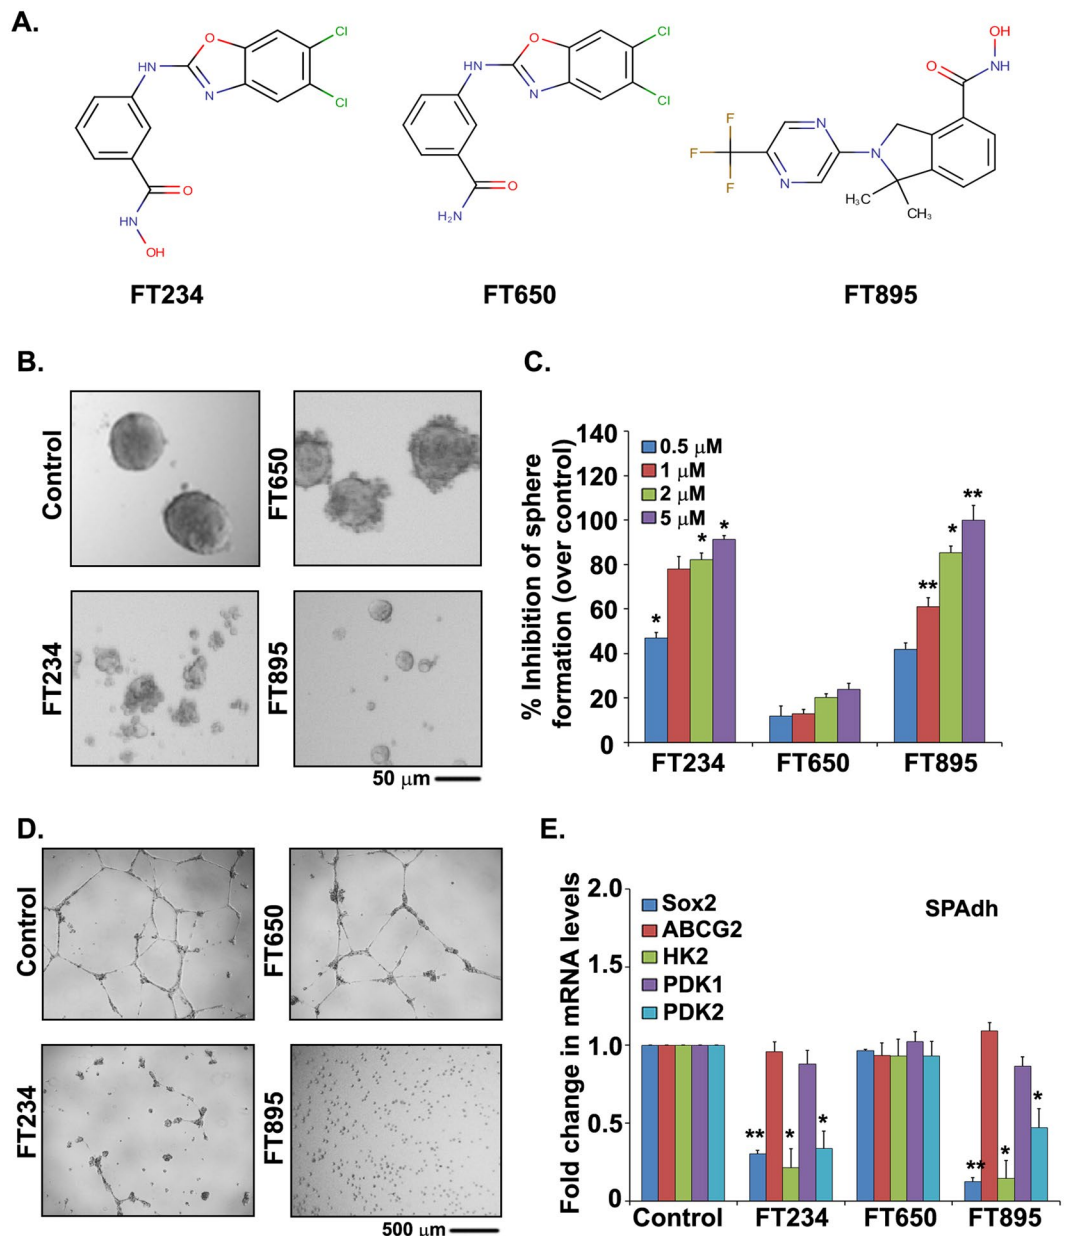 A.
O
HN
N
Cl
Cl
O
HN
OH
FT234
O
HN
N
Cl
Cl
O
H2N
FT650
OH
NH
O
F
F
F
N
N
N
H3C
CH3
FT895
B.
Control
FT650
FT234
FT895
50 μm
C.
% Inhibition of sphere
formation (over control)
140
120
100
80
60
40
20
0
0.5 μM
1 μM
2 μM
5 μM
*
*
*
**
*
**
FT234
FT650
FT895
D.
Control
FT650
FT234
FT895
500 μm
E.
Fold change in mRNA levels
2.0
1.5
1.0
0.5
0
Sox2
ABCG2
HK2
PDK1
PDK2
SPAdh
**
*
*
**
*
*
Control
FT234
FT650
FT895